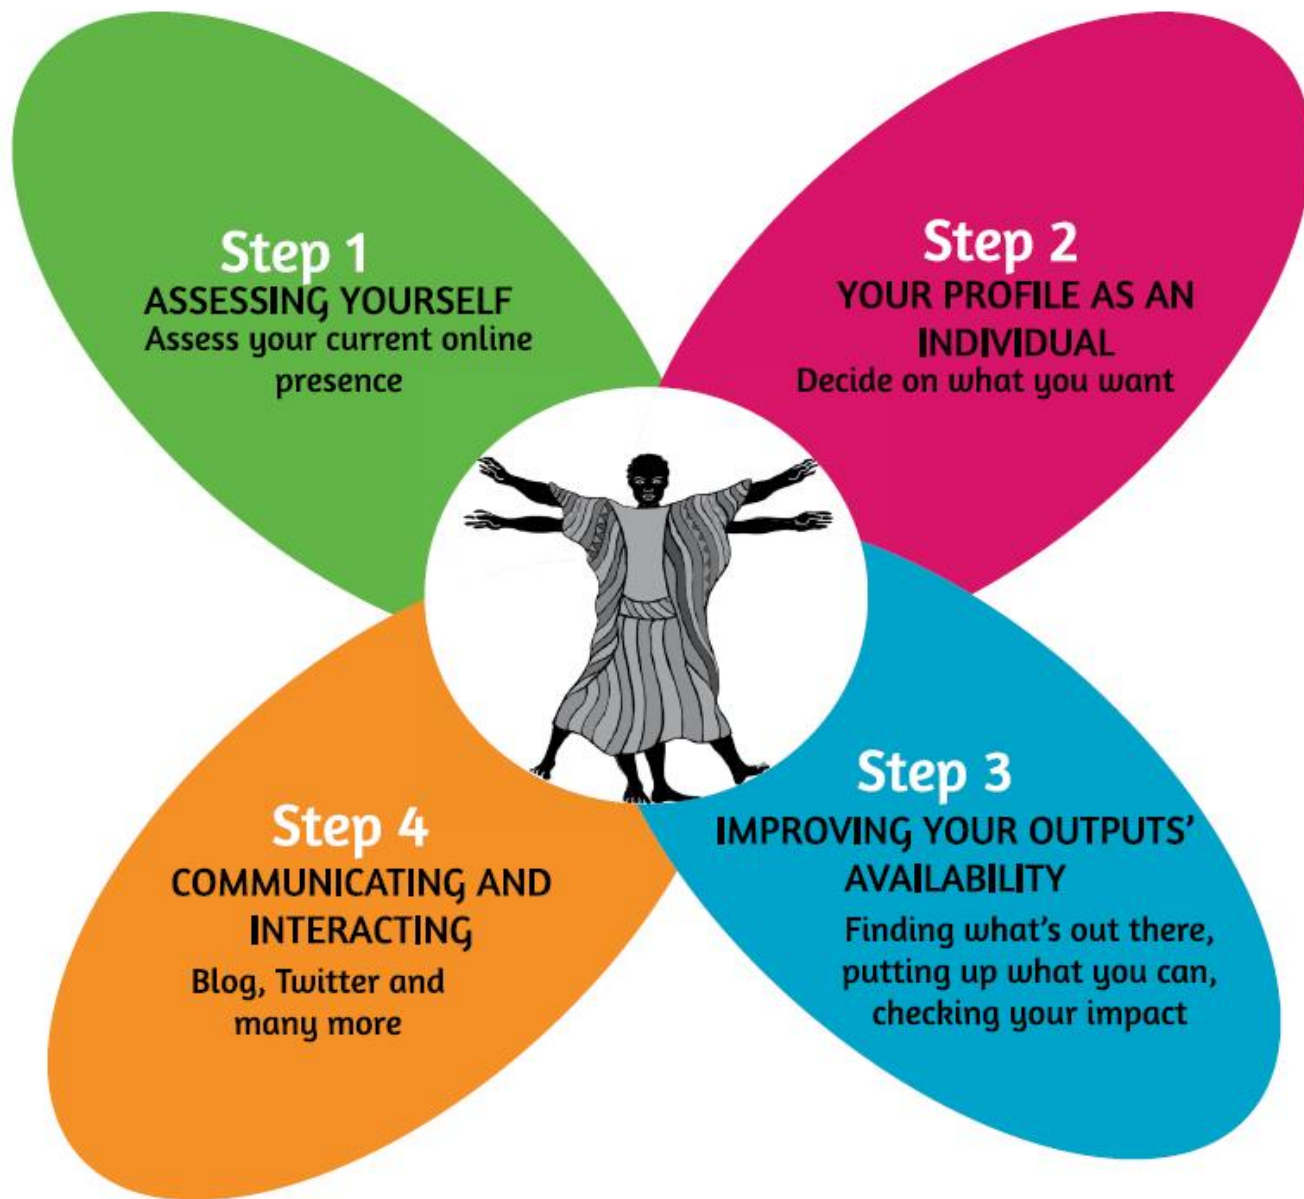 Step 1
ASSESSING YOURSELF
Assess your current online
presence
Step 2
YOUR PROFILE AS AN
INDIVIDUAL
Decide on what you want
Step 3
IMPROVING YOUR OUTPUTS’
AVAILABILITY
Finding what’s out there,
putting up what you can,
checking your impact
Step 4
COMMUNICATING AND
INTERACTING
Blog, Twitter and
many more